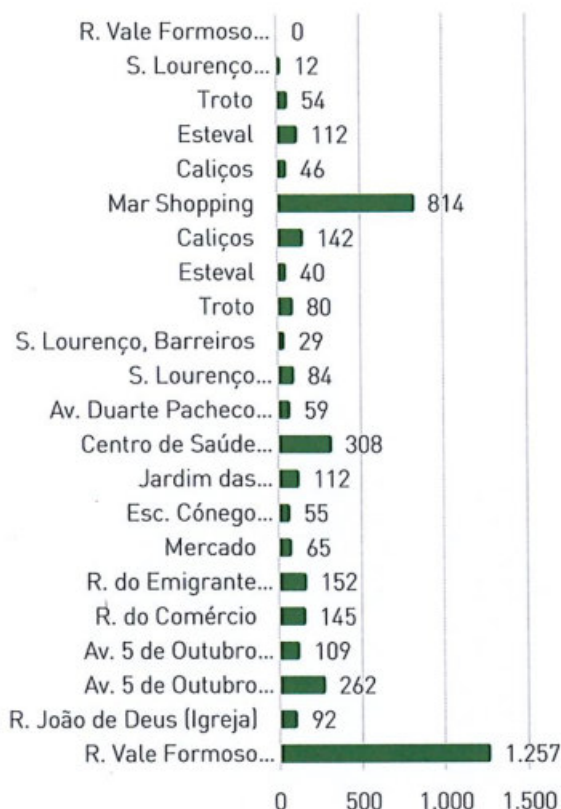 R. Vale Formoso... 0
S. Lourenço... 12
Troto 54
Esteval 112
Caliços 46
Mar Shopping 814
Caliços 142
Esteval 40
Troto 80
S. Lourenço, Barreiros 29
S. Lourenço... 84
Av. Duarte Pacheco... 59
Centro de Saúde... 308
Jardim das... 112
Esc. Cónego... 55
Mercado 65
R. do Emigrante... 152
R. do Comércio 145
Av. 5 de Outubro... 109
Av. 5 de Outubro... 262
R. João de Deus (Igreja) 92
R. Vale Formoso... 1.257
0 500 1.000 1.500